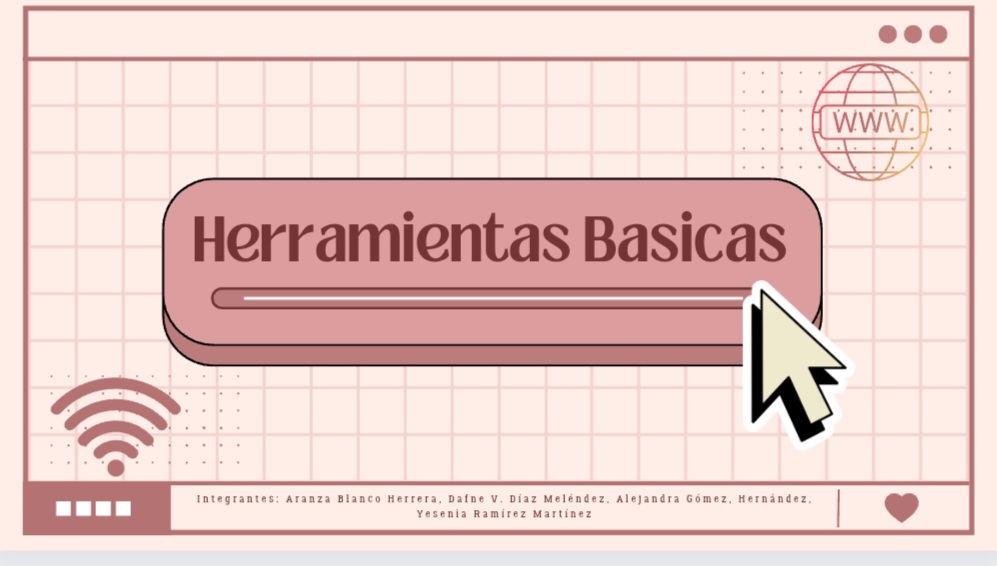 WWW.
Herramientas Basicas
Integrantes: Aranza Blanco Herrera, Dafne V. Díaz Meléndez, Alejandra Gómez, Hernández,
Yesenia Ramírez Martínez